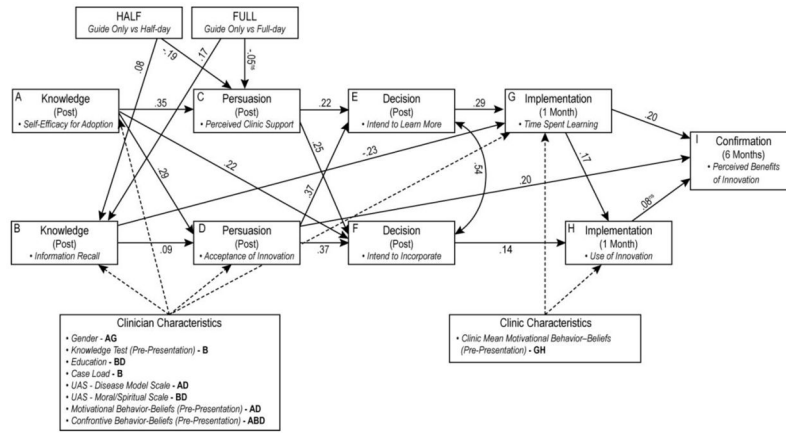 HALF
Guide Only vs Half-day
FULL
Guide Only vs Full-day
.08
-.19
.17
-.05ns
A
Knowledge
(Post)
• Self-Efficacy for Adoption
.35
C
Persuasion
(Post)
• Perceived Clinic Support
.22
E
Decision
(Post)
• Intend to Learn More
.29
G
Implementation
(1 Month)
• Time Spent Learning
.20
I
Confirmation
(6 Months)
• Perceived Benefits
of Innovation
.29
.22
.25
.37
-.23
.54
.20
.17
.08ns
B
Knowledge
(Post)
• Information Recall
.09
D
Persuasion
(Post)
• Acceptance of Innovation
.37
F
Decision
(Post)
• Intend to Incorporate
.14
H
Implementation
(1 Month)
• Use of Innovation
Clinician Characteristics
• Gender - AG
• Knowledge Test (Pre-Presentation) - B
• Education - BD
• Case Load - B
• UAS - Disease Model Scale - AD
• UAS - Moral/Spiritual Scale - BD
• Motivational Behavior-Beliefs (Pre-Presentation) - AD
• Confrontive Behavior-Beliefs (Pre-Presentation) - ABD
Clinic Characteristics
• Clinic Mean Motivational Behavior–Beliefs
(Pre-Presentation) - GH